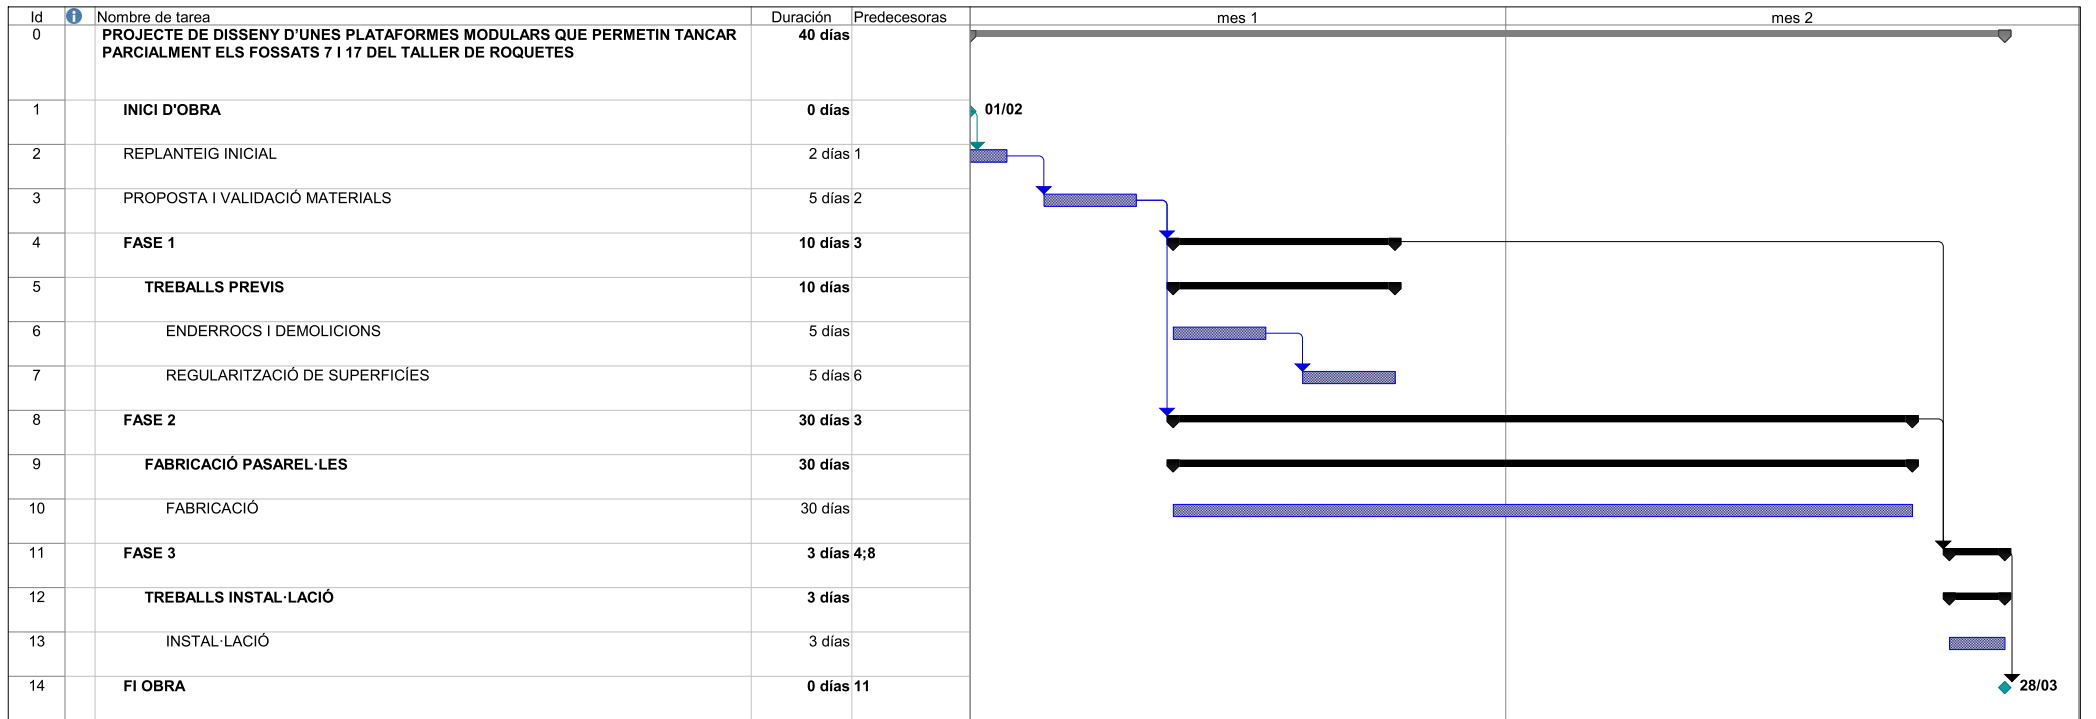 Id Nombre de tarea Duración Predecesoras mes 1 mes 2
0 PROJECTE DE DISSENY D'UNES PLATAFORMES MODULARS QUE PERMETIN TANCAR 40 días
PARCIALMENT ELS FOSSATS 7 I 17 DEL TALLER DE ROQUETES
1 INICI D'OBRA 0 días 01/02
2 REPLANTEIG INICIAL 2 días 1
3 PROPOSTA I VALIDACIÓ MATERIALS 5 días 2
4 FASE 1 10 días 3
5 TREBALLS PREVIS 10 días
6 ENDERROCS I DEMOLICIONS 5 días
7 REGULARITZACIÓ DE SUPERFICÍES 5 días 6
8 FASE 2 30 días 3
9 FABRICACIÓ PASAREL·LES 30 días
10 FABRICACIÓ 30 días
11 FASE 3 3 días 4;8
12 TREBALLS INSTAL·LACIÓ 3 días
13 INSTAL·LACIÓ 3 días
14 FI OBRA 0 días 11 28/03